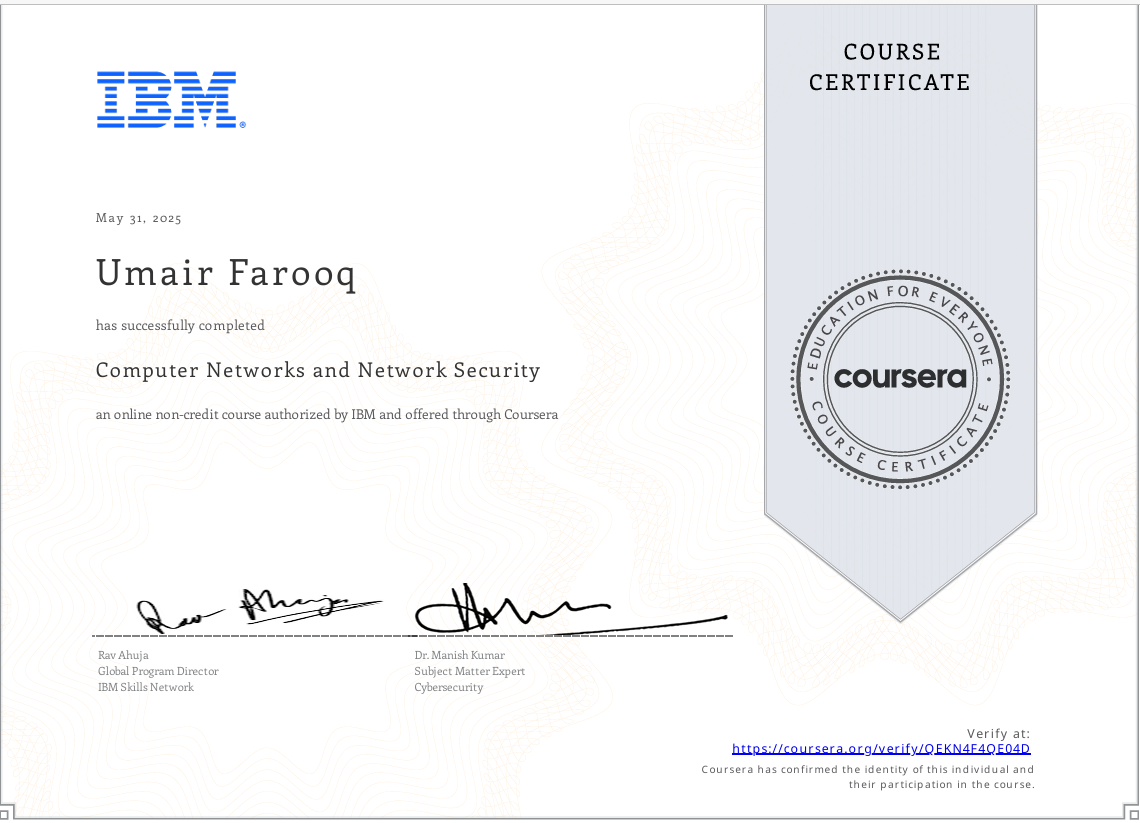 IBM®
COURSE
CERTIFICATE
May 31, 2025
Umair Farooq
has successfully completed
Computer Networks and Network Security
an online non-credit course authorized by IBM and offered through Coursera
EDUCATION FOR EVERYONE
coursera
COURSE CERTIFICATE
Rav Ahuja
Rav Ahuja
Global Program Director
IBM Skills Network
Dr. Manish Kumar
Subject Matter Expert
Cybersecurity
Verify at:
https://coursera.org/verify/QEKN4F4QE04D
Coursera has confirmed the identity of this individual and
their participation in the course.